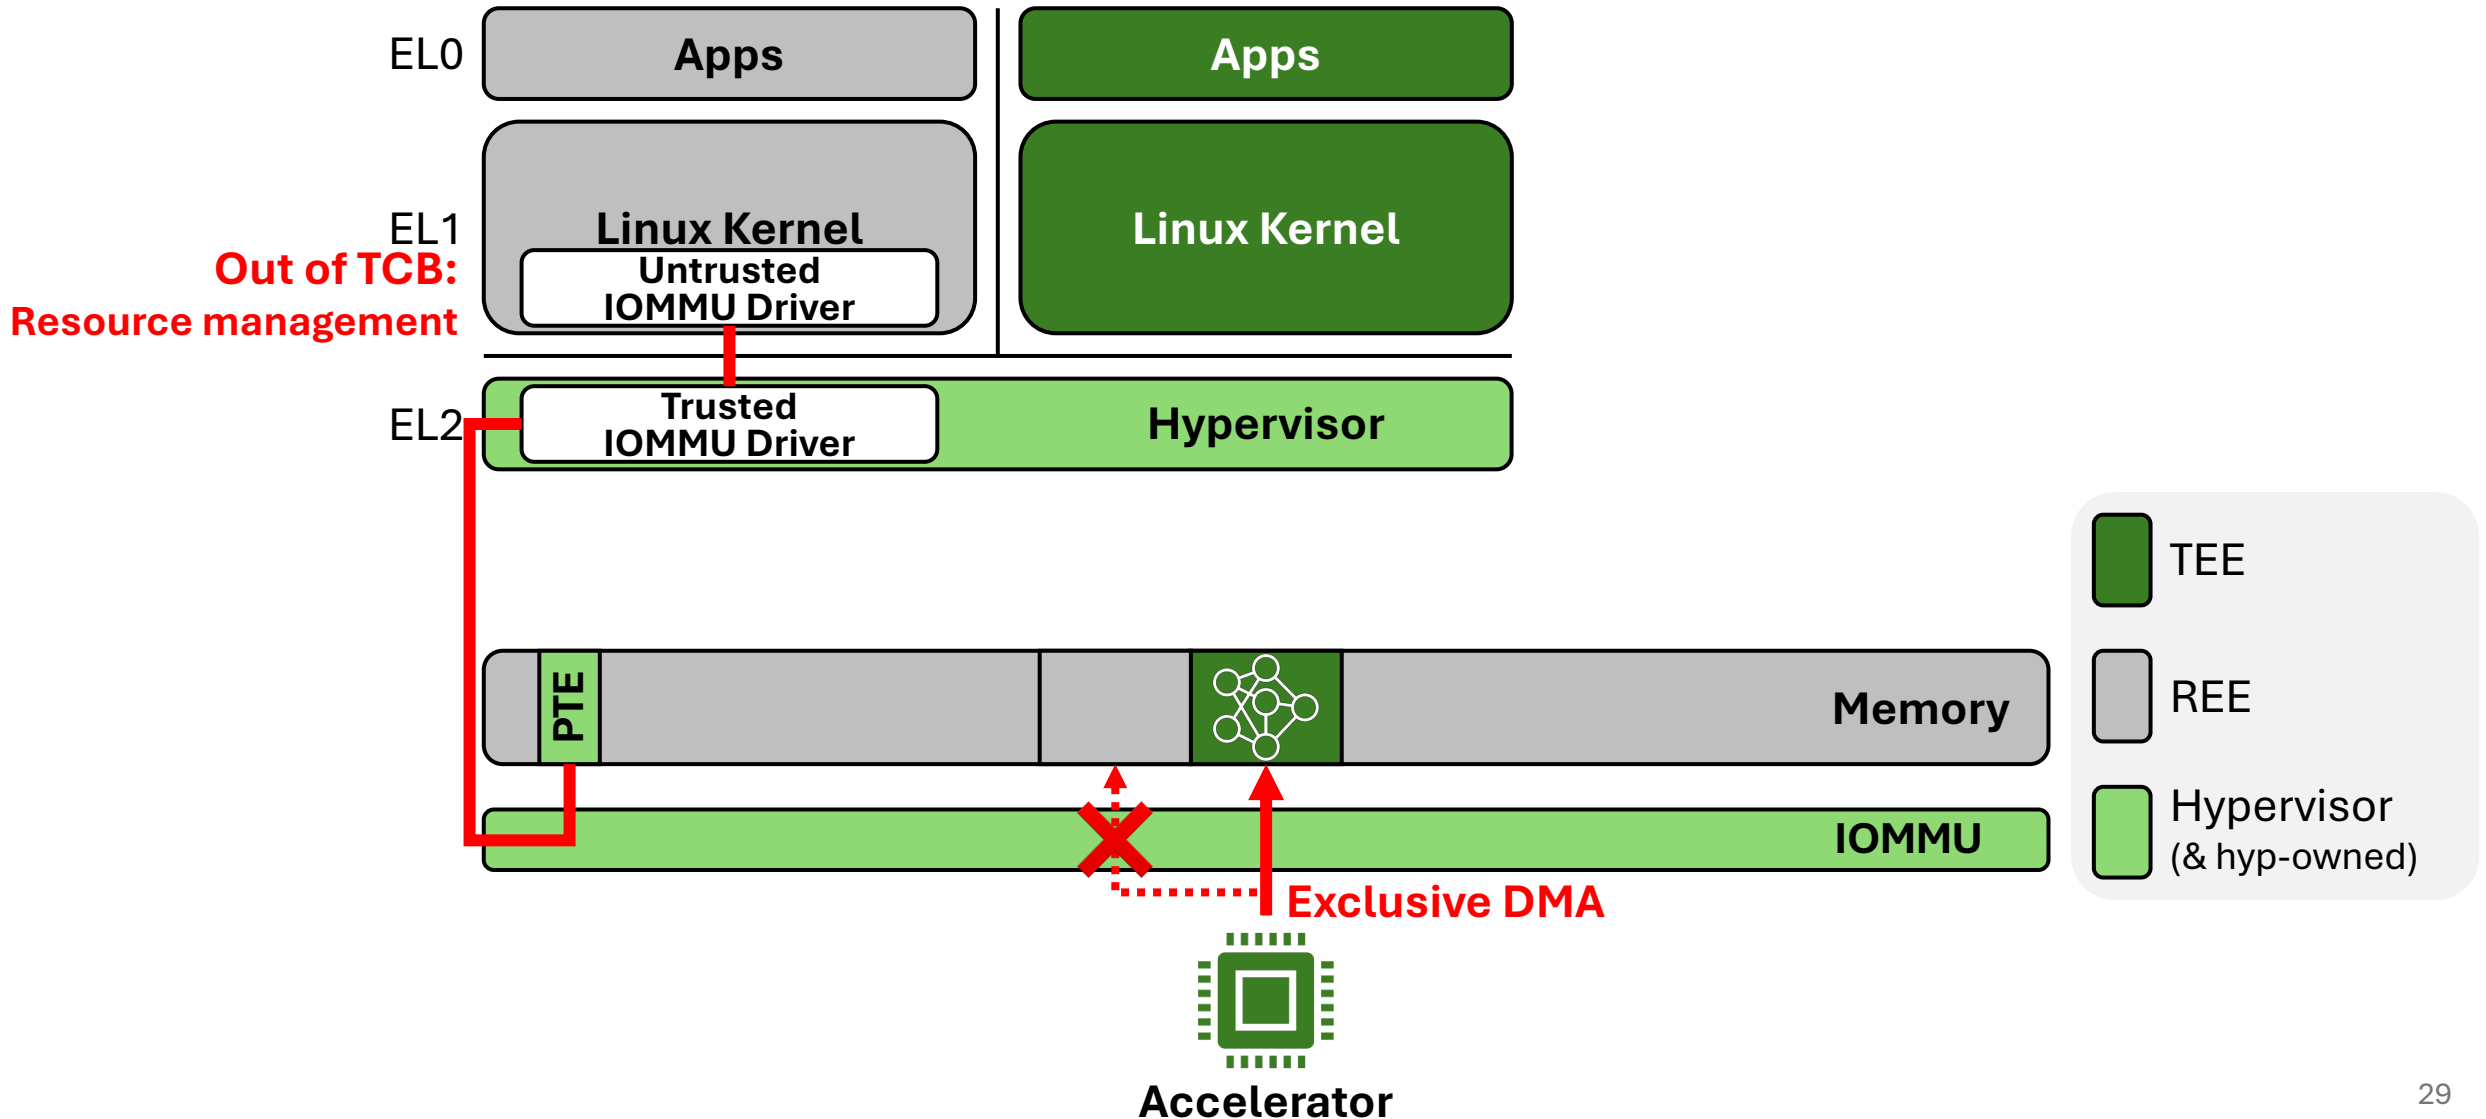 EL0
Apps
Apps
EL1
Linux Kernel
Linux Kernel
Out of TCB:
Resource management
Untrusted
IOMMU Driver
EL2
Trusted
IOMMU Driver
Hypervisor
PTE
Memory
IOMMU
Exclusive DMA
Accelerator
TEE
REE
Hypervisor
(& hyp-owned)
29